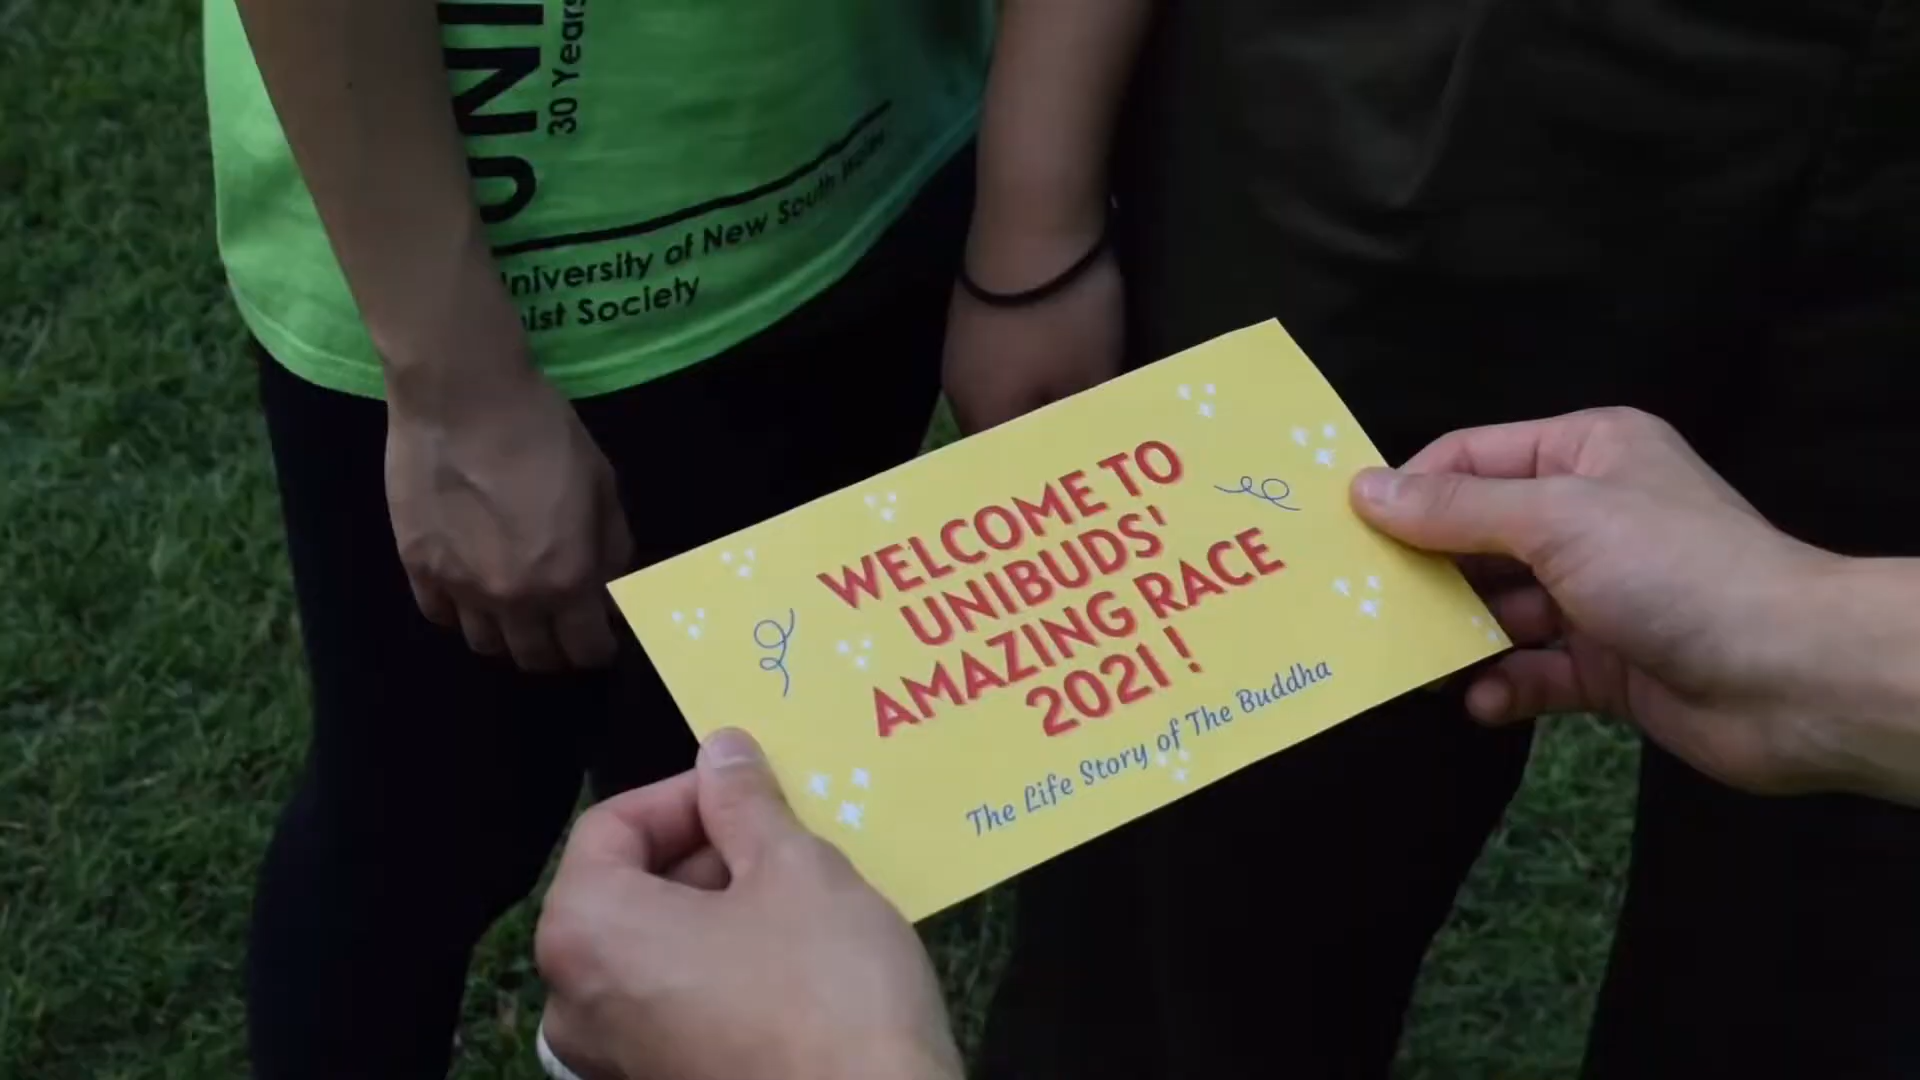 UNI
30 Years
University of New South Wales
Society
WELCOME TO
UNIBUDS'
AMAZING RACE
2021 !
The Life Story of The Buddha